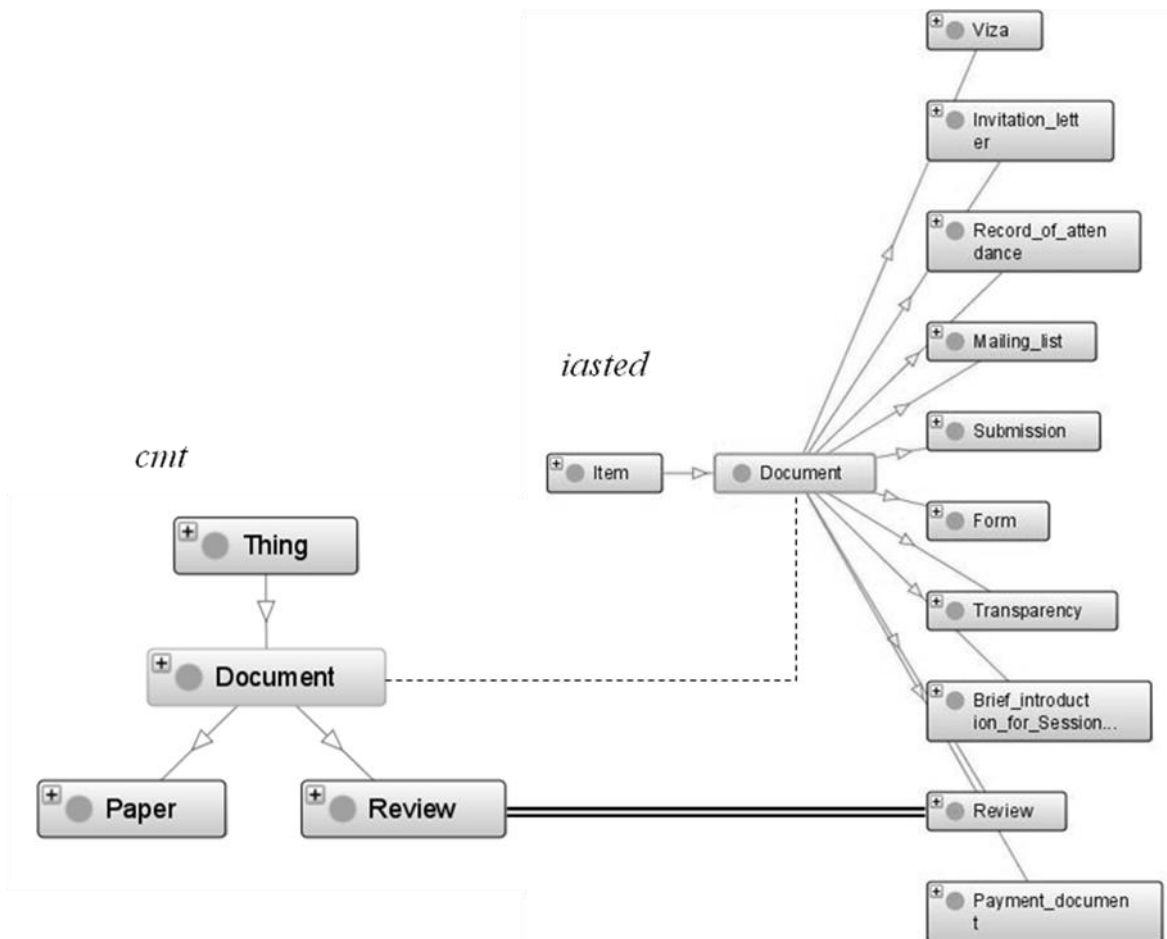 Viza
Invitation_lett
er
Record_of_atten
dance
Mailing_list
iasted
Submission
cmt
Item
Document
Form
Thing
Transparency
Document
Brief_introduct
ion_for_Session...
Paper
Review
Review
Payment_documen
t